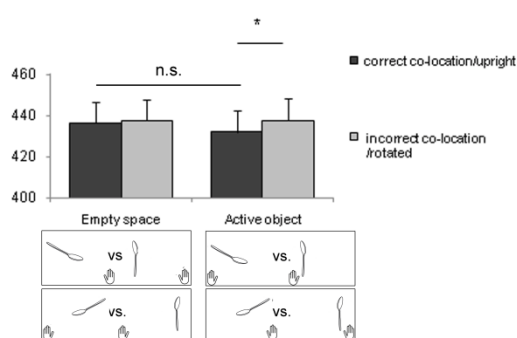 *
n.s.
460
440
420
400
correct co-location/upright
incorrect co-location
/rotated
Empty space
Active object
vs
vs.
vs.
vs.